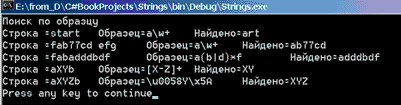 E:\from_D\C#BookProjects\Strings\bin\Debug\Strings.exe
Поиск по образцу
Строка =start Образец=a\w+ Найдено=art
Строка =fab77cd efg Образец=a\w+ Найдено=ab77cd
Строка =fabadddbdf Образец=a(b|d)*f Найдено=adddbdf
Строка =aXYb Образец=[X-Z]+ Найдено=XY
Строка =aXYZb Образец=\u0058Y\x5A Найдено=XYZ
Press any key to continue_